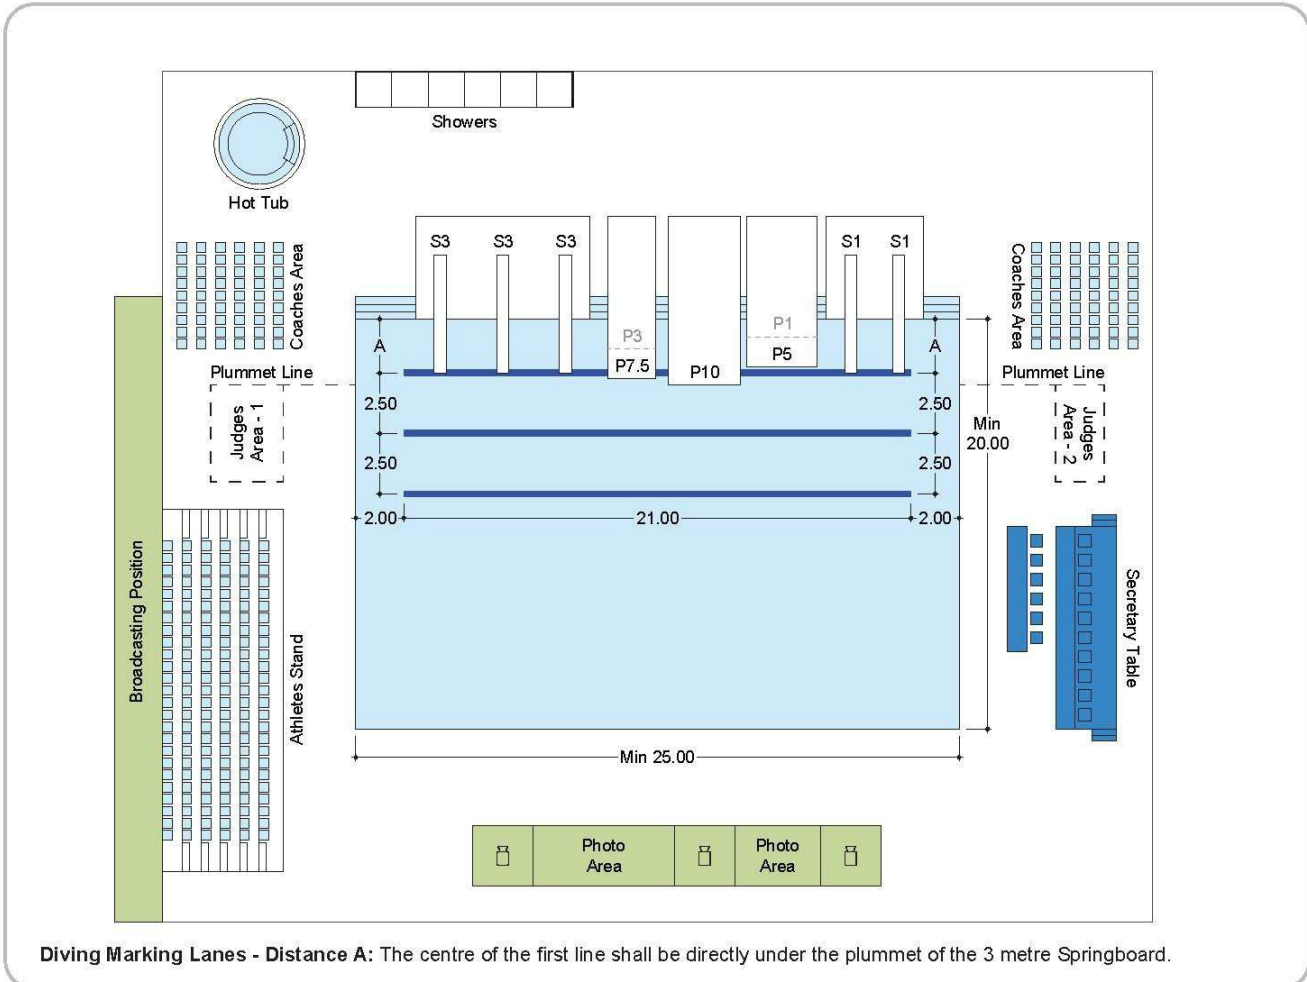 Showers
Hot Tub
S3
S3
S3
S1
S1
Coaches Area
Coaches Area
P3
P7.5
P10
P1
P5
A
A
Plummet Line
Plummet Line
Judges
Area - 1
Judges
Area - 2
2.50
2.50
Min
20.00
2.50
2.50
2.00
21.00
2.00
Broadcasting Position
Athletes Stand
Secretary Table
Min 25.00
Photo
Area
Photo
Area
Diving Marking Lanes - Distance A: The centre of the first line shall be directly under the plummet of the 3 metre Springboard.